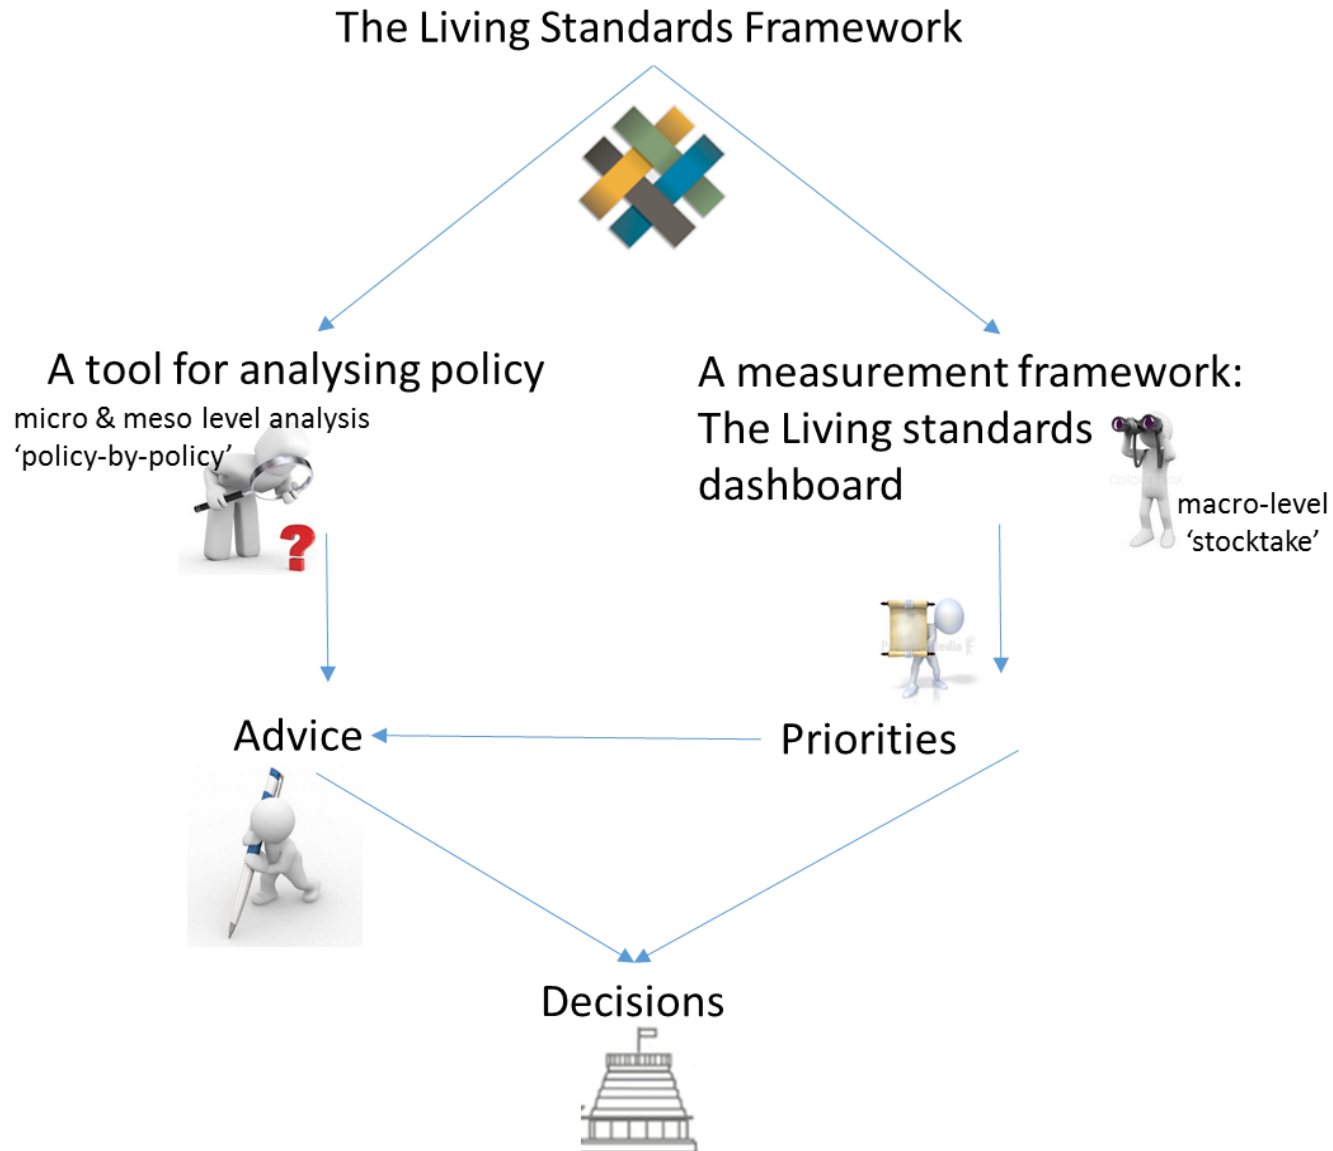 The Living Standards Framework
A tool for analysing policy
micro & meso level analysis
‘policy-by-policy’
A measurement framework:
The Living standards
dashboard
macro-level
‘stocktake’
Advice
Priorities
Decisions